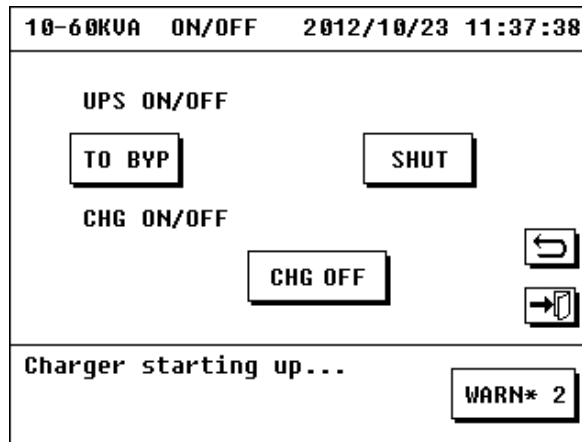 10-60KVA ON/OFF 2012/10/23 11:37:38
UPS ON/OFF
TO BYP SHUT
CHG ON/OFF
CHG OFF
Charger starting up...
WARN* 2